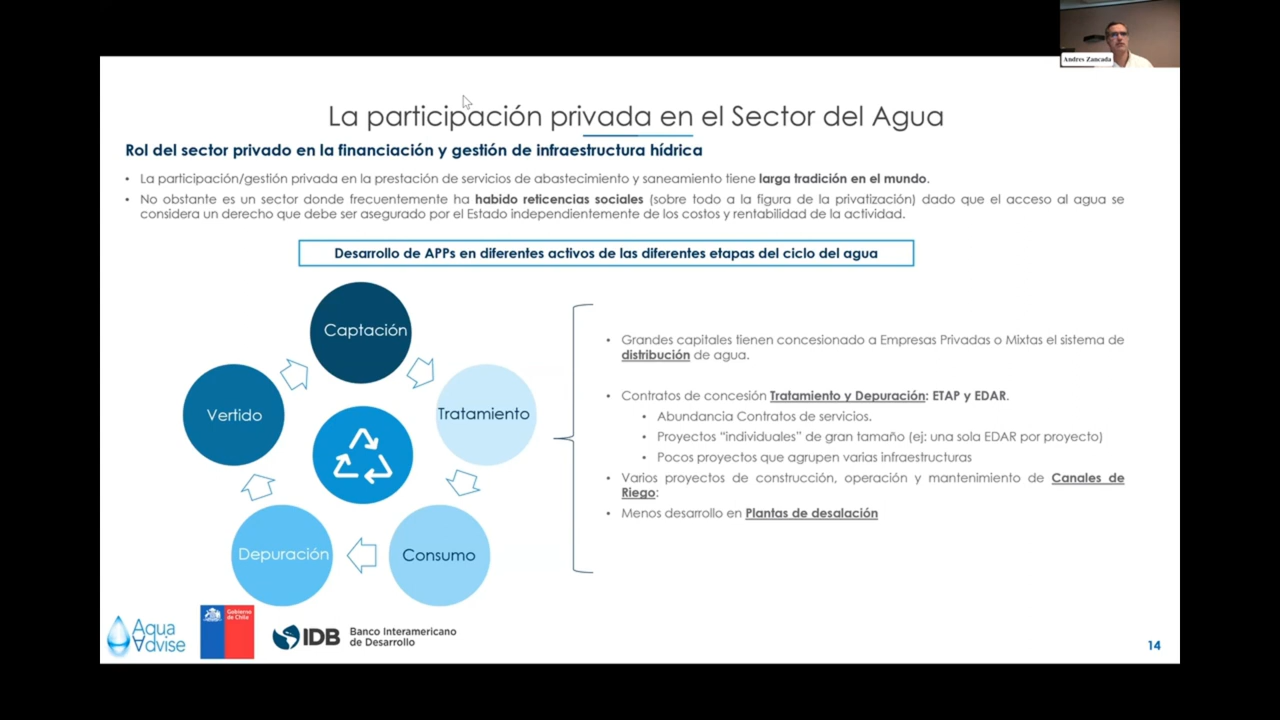 Andres Zancada
La participación privada en el Sector del Agua
Rol del sector privado en la financiación y gestión de infraestructura hídrica
• La participación/gestión privada en la prestación de servicios de abastecimiento y saneamiento tiene larga tradición en el mundo.
• No obstante es un sector donde frecuentemente ha habido reticencias sociales (sobre todo a la figura de la privatización) dado que el acceso al agua se
considera un derecho que debe ser asegurado por el Estado independientemente de los costos y rentabilidad de la actividad.
Desarrollo de APPs en diferentes activos de las diferentes etapas del ciclo del agua
Captación
Tratamiento
Consumo
Depuración
Vertido
• Grandes capitales tienen concesionado a Empresas Privadas o Mixtas el sistema de
distribución de agua.
• Contratos de concesión Tratamiento y Depuración: ETAP y EDAR.
• Abundancia Contratos de servicios.
• Proyectos “individuales” de gran tamaño (ej: una sola EDAR por proyecto)
• Pocos proyectos que agrupen varias infraestructuras
• Varios proyectos de construcción, operación y mantenimiento de Canales de
Riego:
• Menos desarrollo en Plantas de desalación
Aqua
Advise
Gobierno
de Chile
IDB
Banco Interamericano
de Desarrollo
14